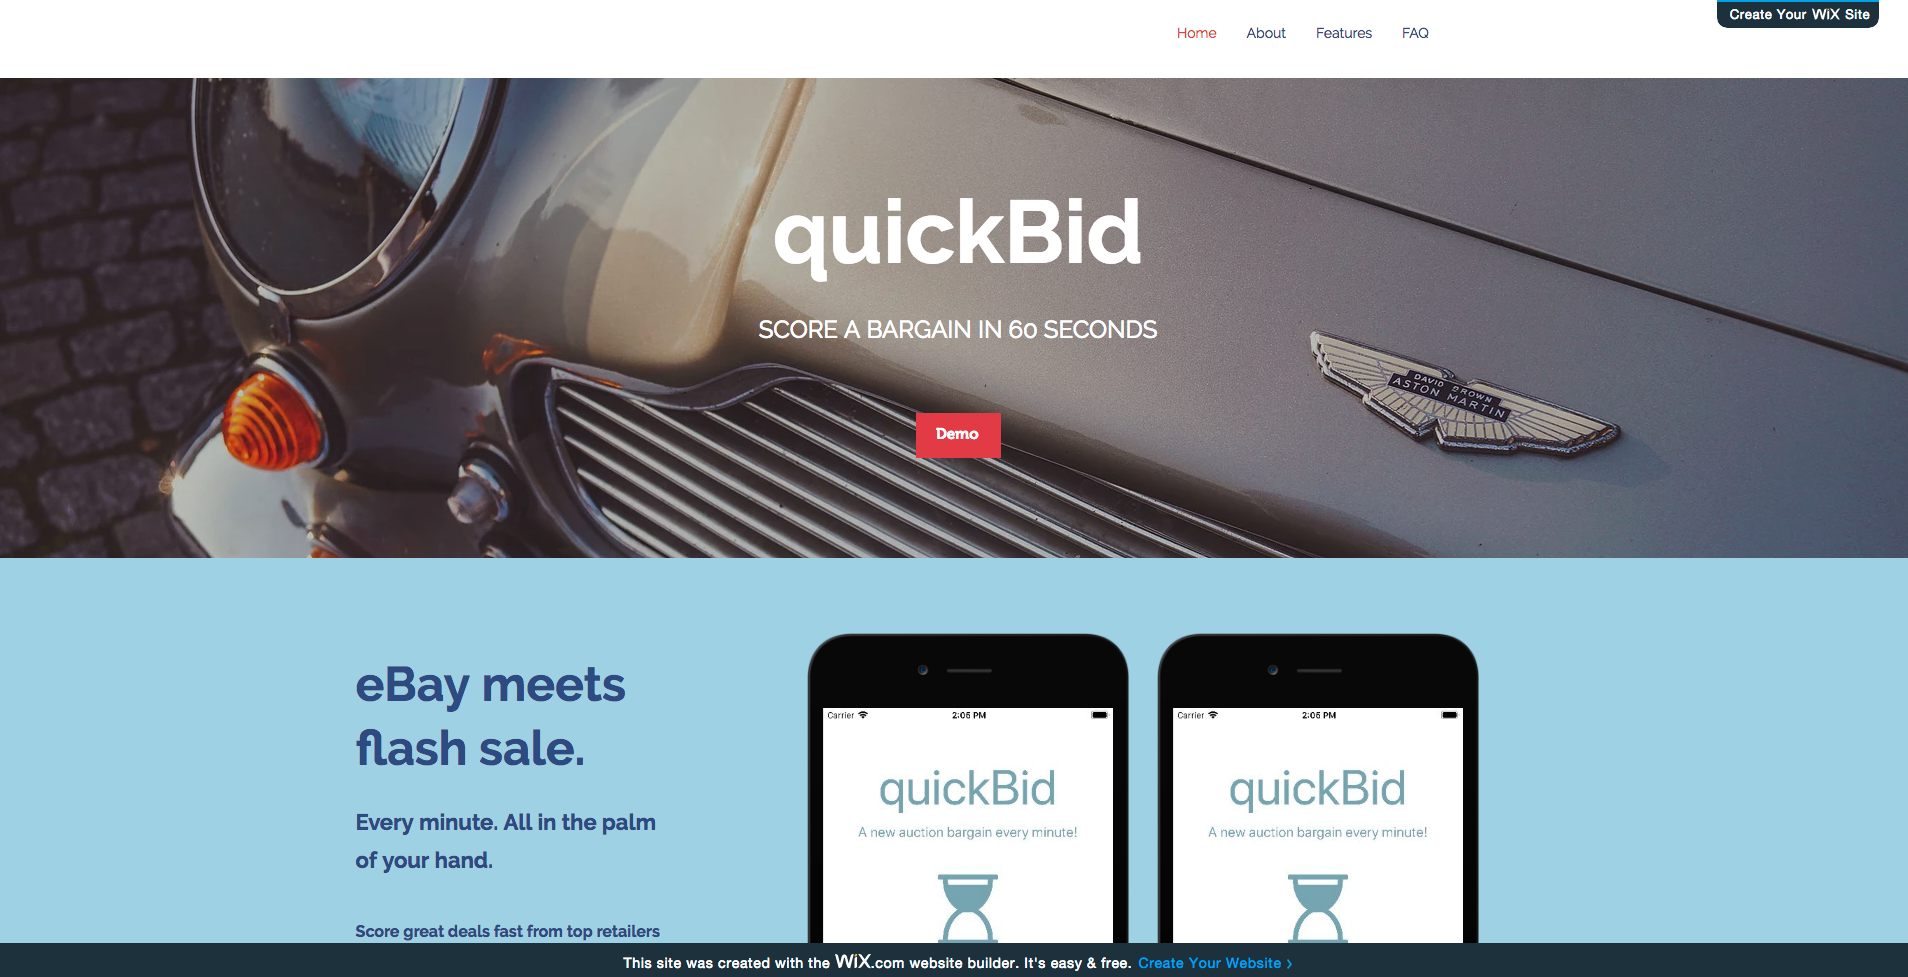 Create Your WiX Site
Home About Features FAQ
quickBid
SCORE A BARGAIN IN 60 SECONDS
DAVID BROWN
ASTON MARTIN
Demo
eBay meets
flash sale.
Every minute. All in the palm
of your hand.
Score great deals fast from top retailers
Carrier 2:05 PM
quickBid
A new auction bargain every minute!
Carrier 2:05 PM
quickBid
A new auction bargain every minute!
This site was created with the WiX.com website builder. It's easy & free. Create Your Website >